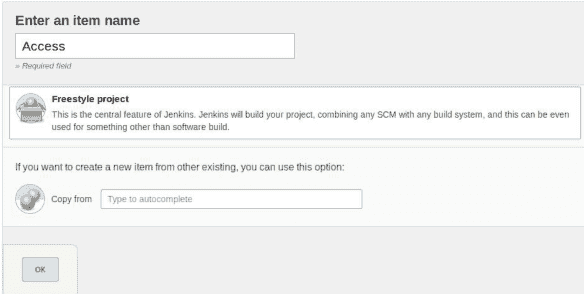 Enter an item name
Access
» Required field
Freestyle project
This is the central feature of Jenkins. Jenkins will build your project, combining any SCM with any build system, and this can be even
used for something other than software build.
If you want to create a new item from other existing, you can use this option:
Copy from
Type to autocomplete
OK